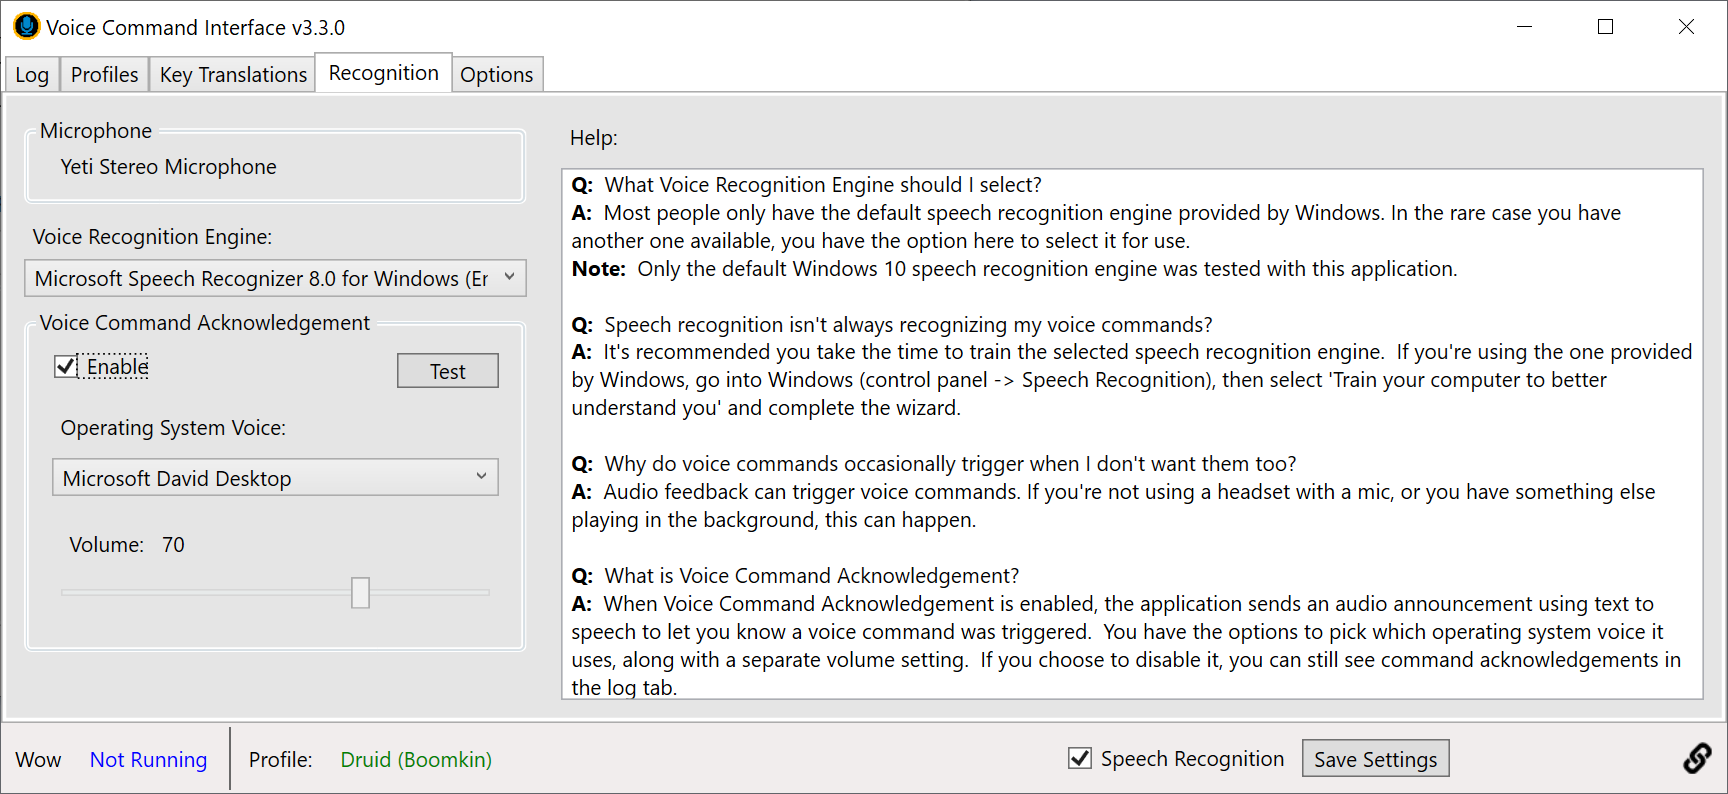 Voice Command Interface v3.3.0
Log
Profiles
Key Translations
Recognition
Options
Microphone
Yeti Stereo Microphone
Voice Recognition Engine:
Microsoft Speech Recognizer 8.0 for Windows (Er
Voice Command Acknowledgement
Enable
Test
Operating System Voice:
Microsoft David Desktop
Volume: 70
Help:
Q: What Voice Recognition Engine should I select?
A: Most people only have the default speech recognition engine provided by Windows. In the rare case you have
another one available, you have the option here to select it for use.
Note: Only the default Windows 10 speech recognition engine was tested with this application.
Q: Speech recognition isn't always recognizing my voice commands?
A: It's recommended you take the time to train the selected speech recognition engine. If you're using the one provided
by Windows, go into Windows (control panel -> Speech Recognition), then select 'Train your computer to better
understand you' and complete the wizard.
Q: Why do voice commands occasionally trigger when I don't want them too?
A: Audio feedback can trigger voice commands. If you're not using a headset with a mic, or you have something else
playing in the background, this can happen.
Q: What is Voice Command Acknowledgement?
A: When Voice Command Acknowledgement is enabled, the application sends an audio announcement using text to
speech to let you know a voice command was triggered. You have the options to pick which operating system voice it
uses, along with a separate volume setting. If you choose to disable it, you can still see command acknowledgements in
the log tab.
Wow
Not Running
Profile:
Druid (Boomkin)
Speech Recognition
Save Settings